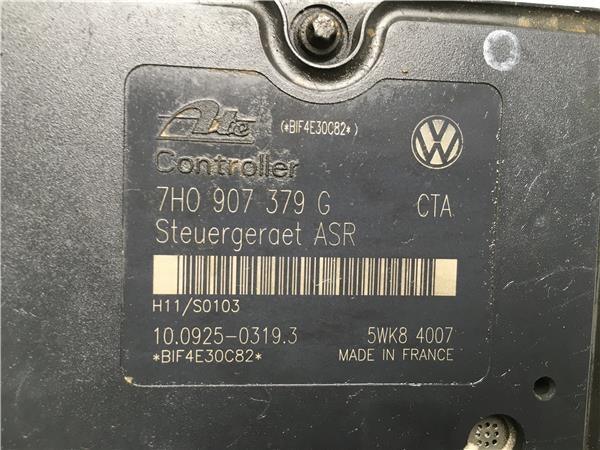 Ate (*BIF4E30C82*)
Controller
7H0 907 379 G CTA
Steuergeraet ASR
H11/S0103
10.0925-0319.3 5WK8 4007
*BIF4E30C82* MADE IN FRANCE